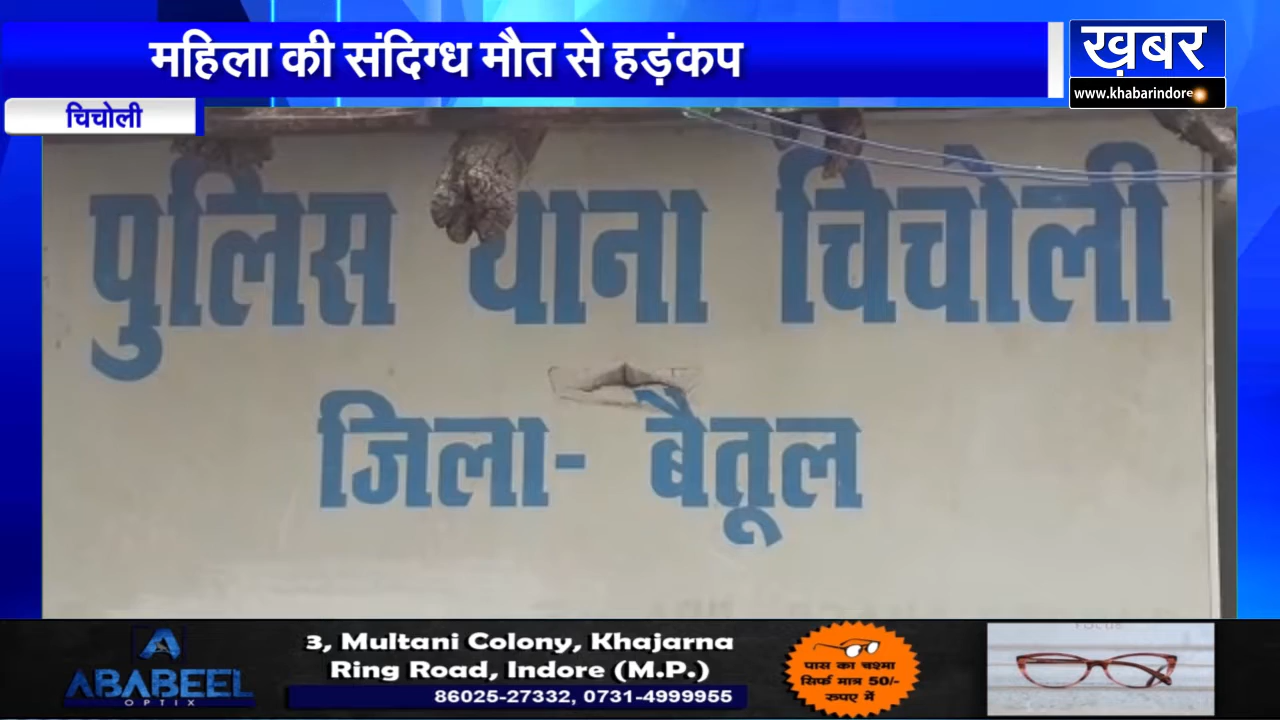 महिला की संदिग्ध मौत से हड़कंप
ख़बर
www.khabarindore
चिचोली
पुलिस थाना चिचोली
जिला- बैतूल
ABABEEL
OPTIX
3, Multani Colony, Khajarna
Ring Road, Indore (M.P.)
86025-27332, 0731-4999955
पास का चश्मा
सिर्फ मात्र 50/-
रुपए में
FOCUS